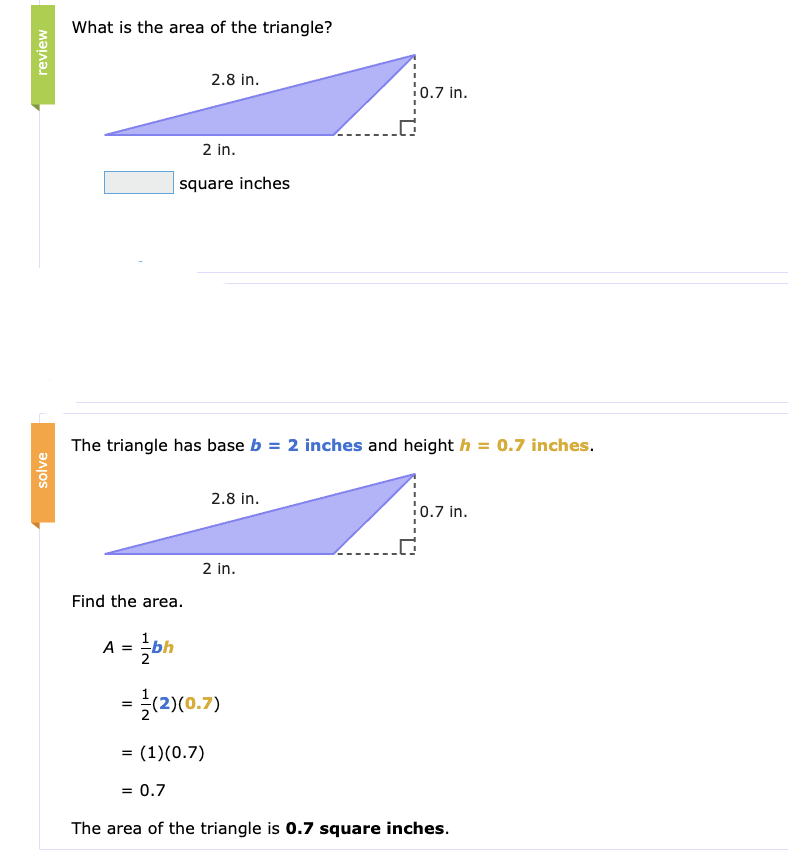 review
What is the area of the triangle?
2.8 in.
0.7 in.
2 in.
square inches
solve
The triangle has base b = 2 inches and height h = 0.7 inches.
2.8 in.
0.7 in.
2 in.
Find the area.
A = 1/2 bh
= 1/2 (2)(0.7)
= (1)(0.7)
= 0.7
The area of the triangle is 0.7 square inches.